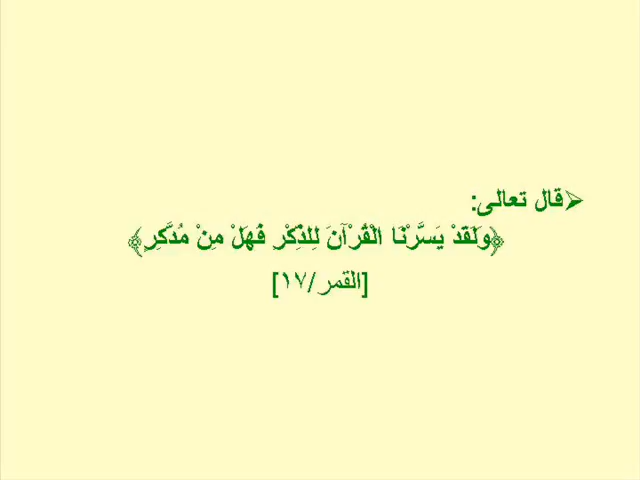 قال تعالى:
﴿وَلَقَدْ يَسَّرْنَا الْقُرْآنَ لِلذِّكْرِ فَهَلْ مِنْ مُدَّكِرٍ﴾
[القمر/١٧]